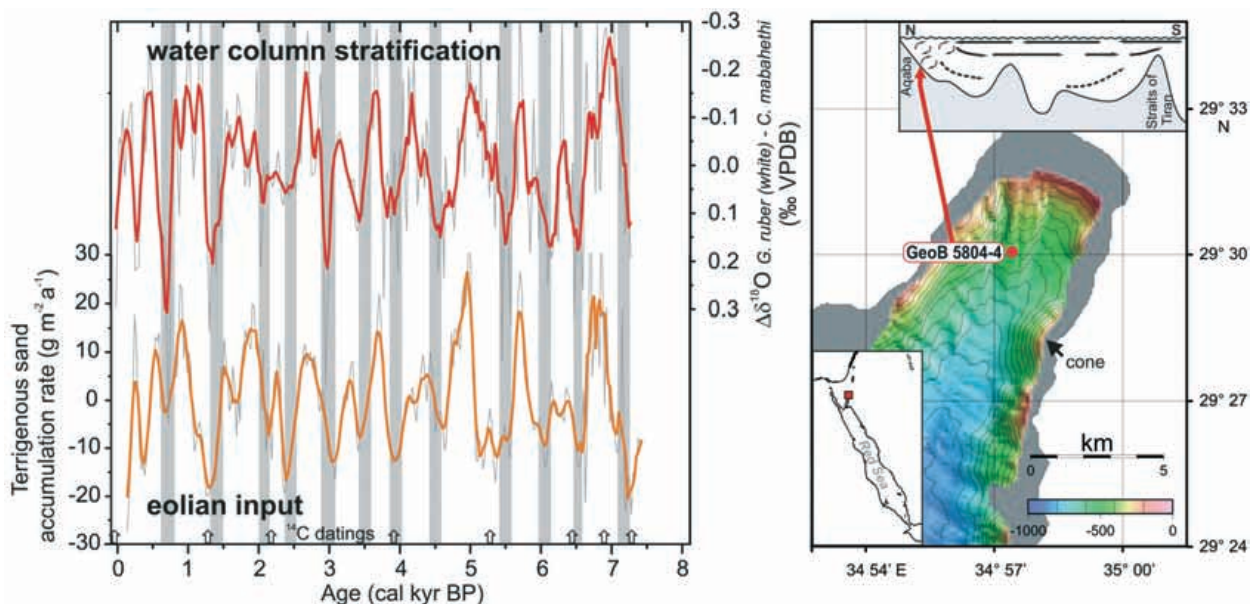 water column stratification
-0.3
-0.2
-0.1
0.0
0.1
0.2
0.3
Δδ¹⁸O G. ruber (white) - C. mabahethi
(‰ VPDB)
30
20
10
0
-10
-20
-30
Terrigenous sand
accumulation rate (g m⁻² a⁻¹)
eolian input
¹⁴C datings
0 1 2 3 4 5 6 7 8
Age (cal kyr BP)
N S
Aqaba
Straits of
Tiran
29° 33
N
GeoB 5804-4
29° 30
cone
29° 27
Red Sea
km
0 5
-1000 -500 0
29° 24
34 54' E 34° 57' 35° 00'